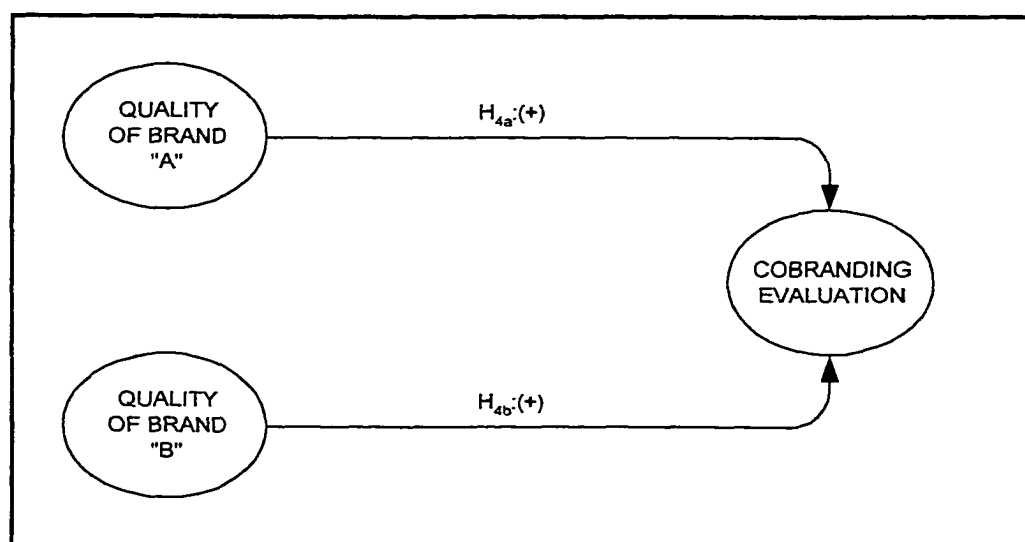 QUALITY
OF BRAND
"A"
H4a:(+)
COBRANDING
EVALUATION
QUALITY
OF BRAND
"B"
H4b:(+)